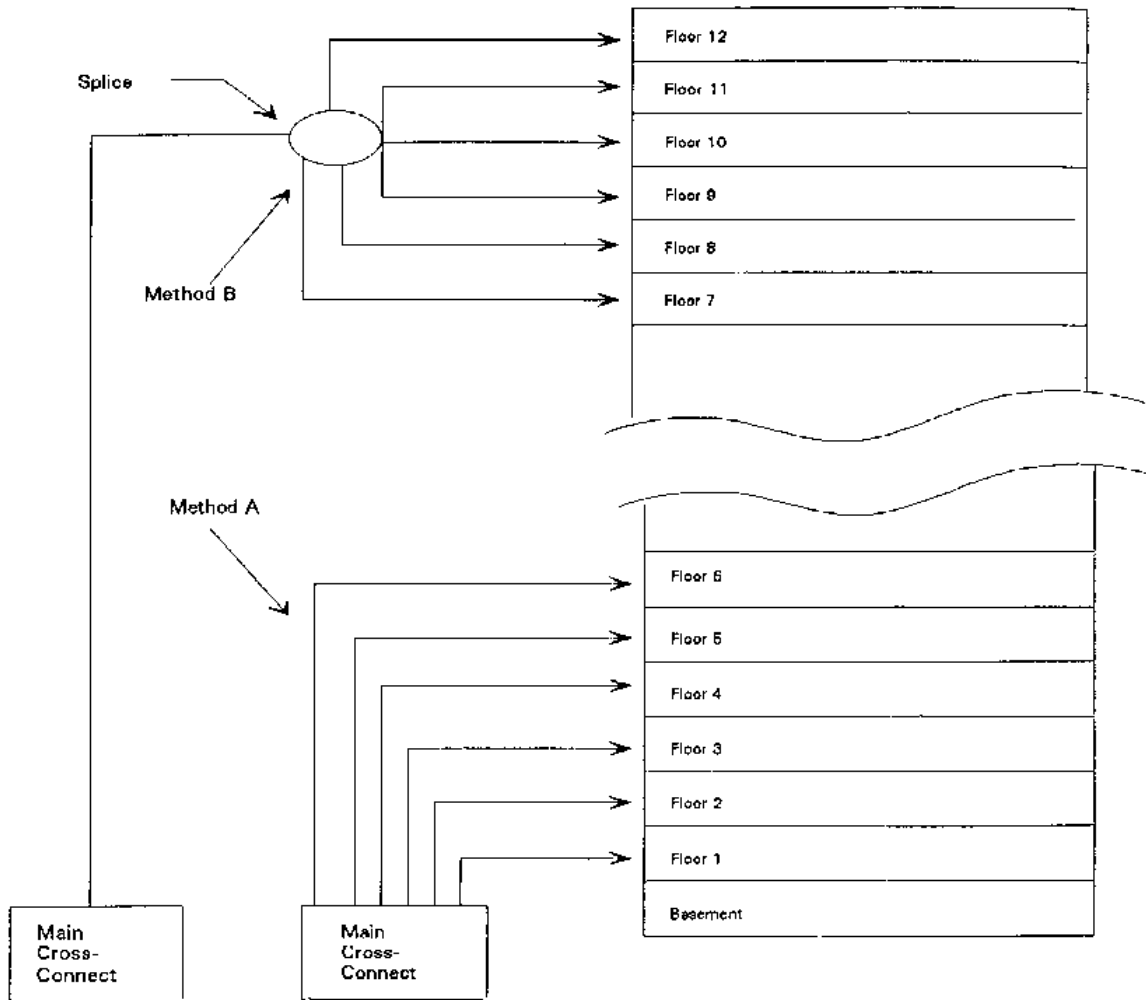 Floor 12
Splice
Floor 11
Floor 10
Floor 9
Floor 8
Method B
Floor 7
Method A
Floor 6
Floor 5
Floor 4
Floor 3
Floor 2
Floor 1
Basement
Main
Cross-
Connect
Main
Cross-
Connect